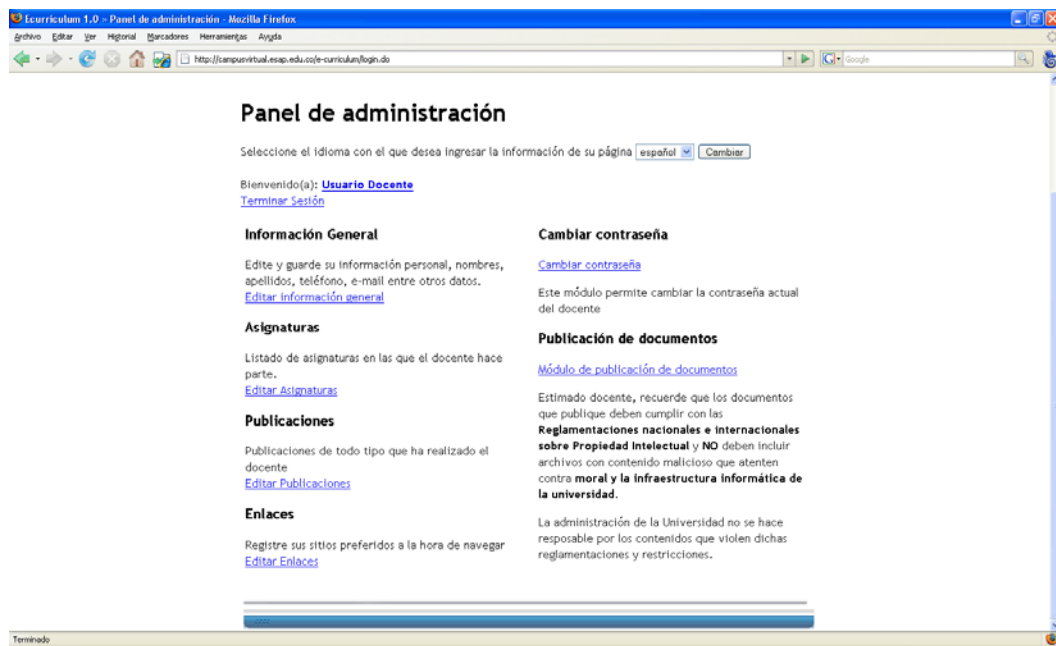 Ecurriculum 1.0 - Panel de administración - Mozilla Firefox
Archivo Editar Ver Historial Marcadores Herramientas Ayuda
http://campusvirtual.esap.edu.co/e-curriculum/login.do
Google
Panel de administración
Seleccione el idioma con el que desea ingresar la información de su página español Cambiar
Bienvenido(a): Usuario Docente
Terminar Sesión
Información General
Edite y guarde su información personal, nombres,
apellidos, teléfono, e-mail entre otros datos.
Editar información general
Asignaturas
Listado de asignaturas en las que el docente hace
parte.
Editar Asignaturas
Publicaciones
Publicaciones de todo tipo que ha realizado el
docente
Editar Publicaciones
Enlaces
Registre sus sitios preferidos a la hora de navegar
Editar Enlaces
Cambiar contraseña
Cambiar contraseña
Este módulo permite cambiar la contraseña actual
del docente
Publicación de documentos
Módulo de publicación de documentos
Estimado docente, recuerde que los documentos
que publique deben cumplir con las
Reglamentaciones nacionales e internacionales
sobre Propiedad Intelectual y NO deben incluir
archivos con contenido malicioso que atenten
contra moral y la infraestructura informática de
la universidad.
La administración de la Universidad no se hace
resposable por los contenidos que violen dichas
reglamentaciones y restricciones.
Terminado